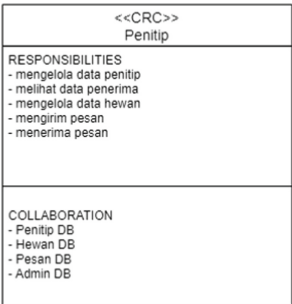 <<CRC>>
Penitip
RESPONSIBILITIES
- mengelola data penitip
- melihat data penerima
- mengelola data hewan
- mengirim pesan
- menerima pesan
COLLABORATION
- Penitip DB
- Hewan DB
- Pesan DB
- Admin DB